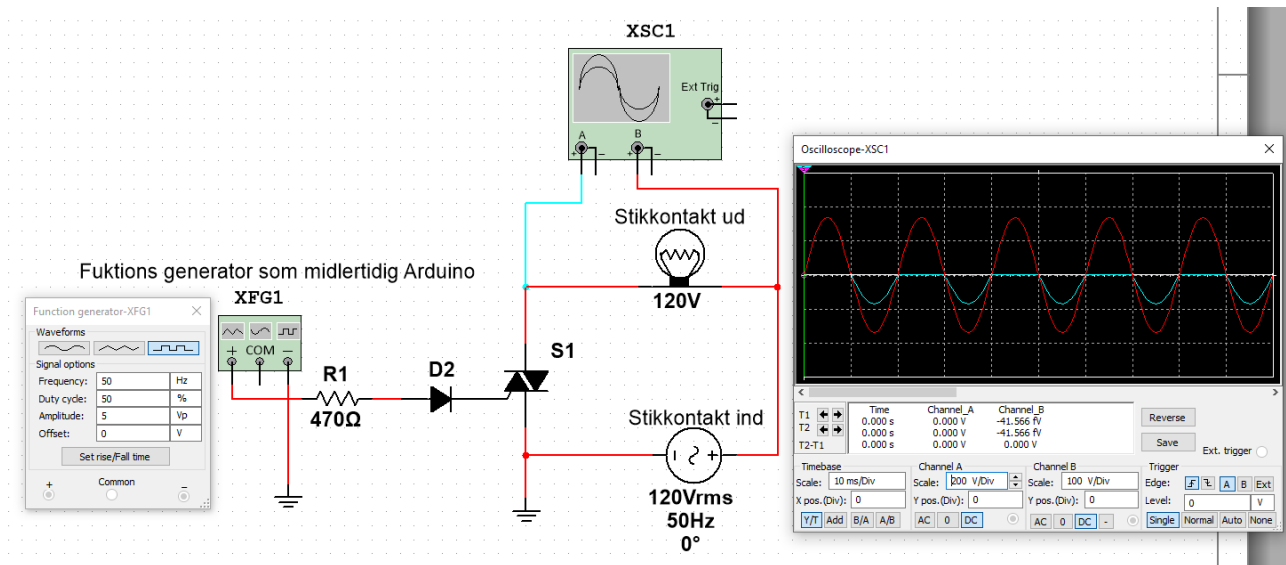 XSC1
Ext Trig
+
–
A
B
+ –
+ –
Stikkontakt ud
120V
Fuktions generator som midlertidig Arduino
XFG1
+ COM –
R1
470Ω
D2
S1
Stikkontakt ind
120Vrms
50Hz
0°
Function generator-XFG1
Waveforms
Signal options
Frequency: 50 Hz
Duty cycle: 50 %
Amplitude: 5 Vp
Offset: 0 V
Set rise/Fall time
+ Common –
Oscilloscope-XSC1
Time Channel_A Channel_B
T1 0.000 s 0.000 V -41.566 fV
T2 0.000 s 0.000 V -41.566 fV
T2-T1 0.000 s 0.000 V 0.000 V
Reverse
Save
Ext. trigger
Timebase
Scale: 10 ms/Div
X pos.(Div): 0
Y/T Add B/A A/B
Channel A
Scale: 200 V/Div
Y pos.(Div): 0
AC 0 DC
Channel B
Scale: 100 V/Div
Y pos.(Div): 0
AC 0 DC -
Trigger
Edge: A B Ext
Level: 0 V
Single Normal Auto None